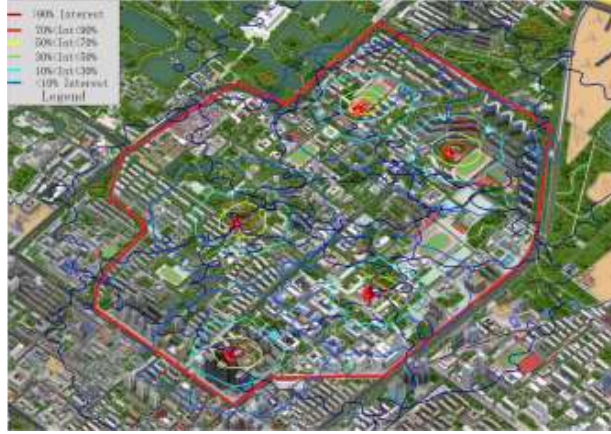 >90% Interest
70%<Int<90%
50%<Int<70%
30%<Int<50%
10%<Int<30%
<10% Interest
Legend